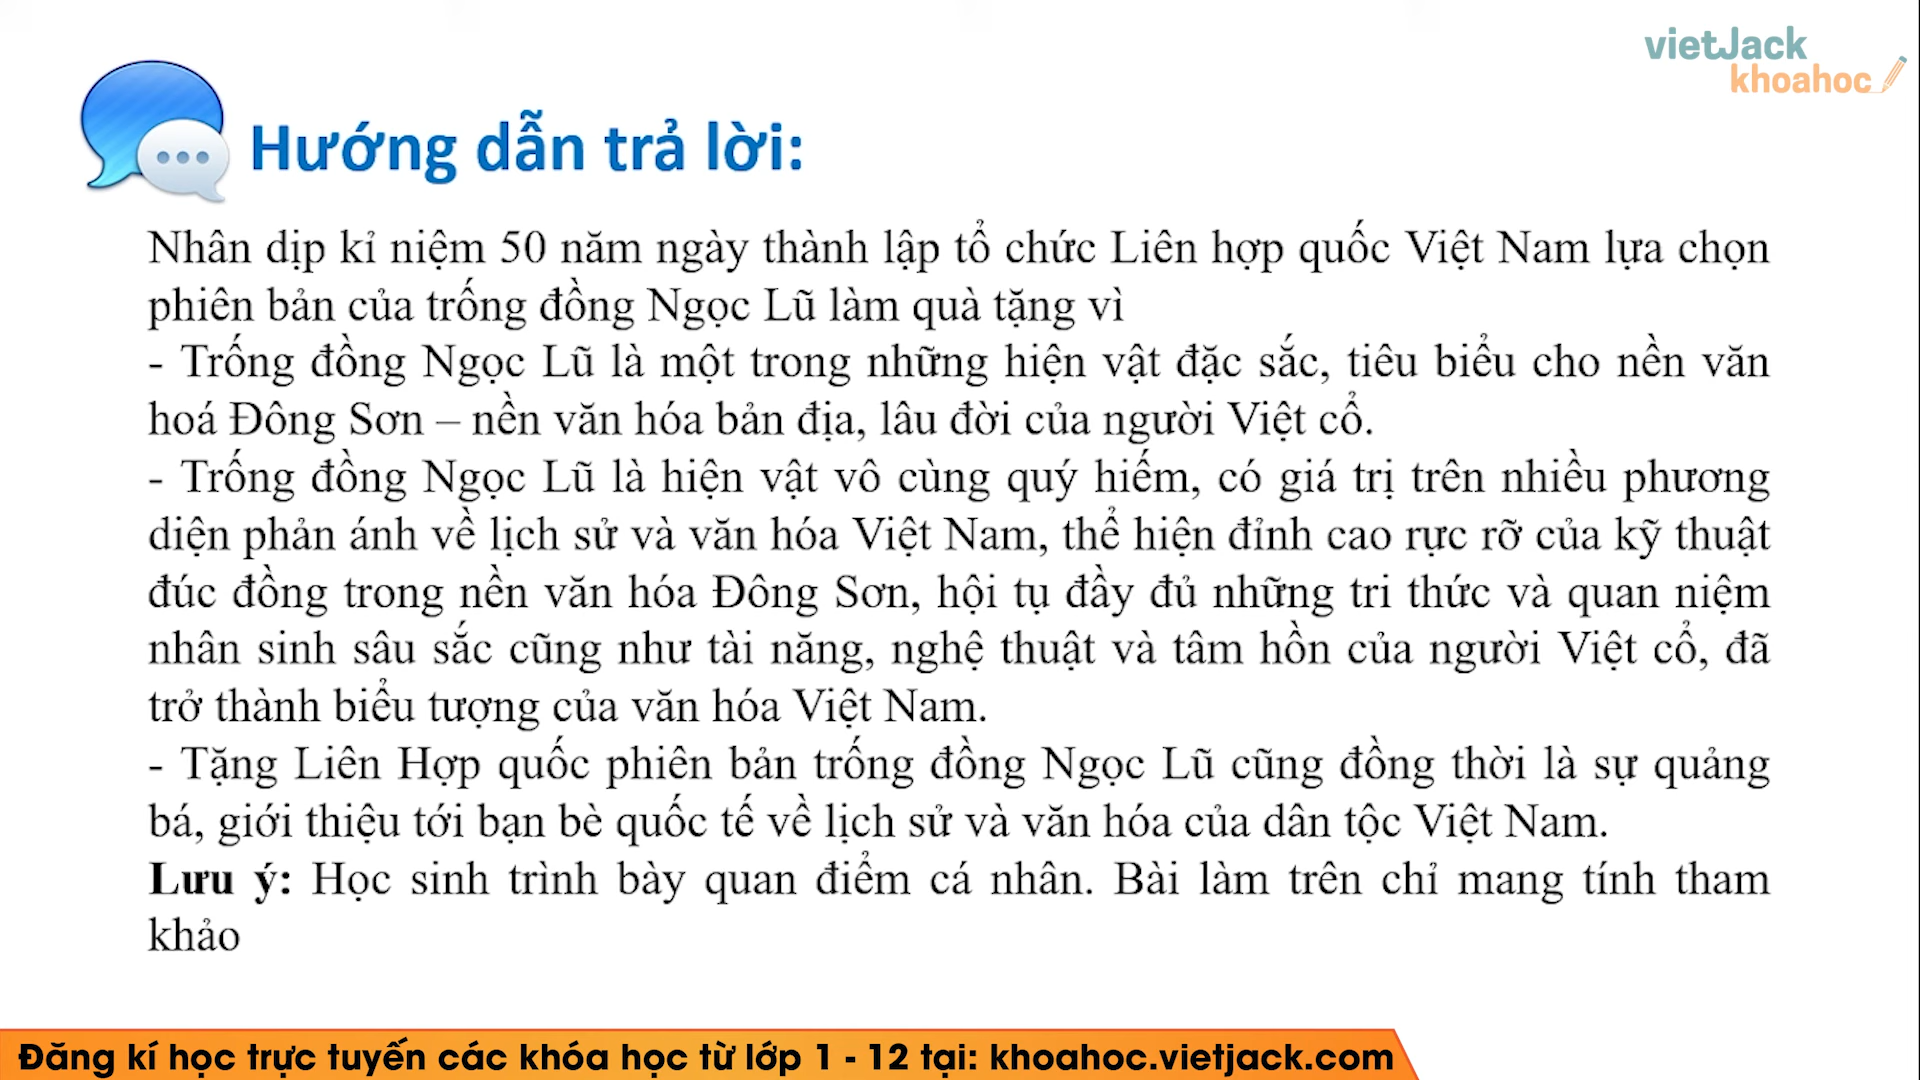 vietJack
khoahoc
Hướng dẫn trả lời:
Nhân dịp kỉ niệm 50 năm ngày thành lập tổ chức Liên hợp quốc Việt Nam lựa chọn
phiên bản của trống đồng Ngọc Lũ làm quà tặng vì
- Trống đồng Ngọc Lũ là một trong những hiện vật đặc sắc, tiêu biểu cho nền văn
hoá Đông Sơn – nền văn hóa bản địa, lâu đời của người Việt cổ.
- Trống đồng Ngọc Lũ là hiện vật vô cùng quý hiếm, có giá trị trên nhiều phương
diện phản ánh về lịch sử và văn hóa Việt Nam, thể hiện đỉnh cao rực rỡ của kỹ thuật
đúc đồng trong nền văn hóa Đông Sơn, hội tụ đầy đủ những tri thức và quan niệm
nhân sinh sâu sắc cũng như tài năng, nghệ thuật và tâm hồn của người Việt cổ, đã
trở thành biểu tượng của văn hóa Việt Nam.
- Tặng Liên Hợp quốc phiên bản trống đồng Ngọc Lũ cũng đồng thời là sự quảng
bá, giới thiệu tới bạn bè quốc tế về lịch sử và văn hóa của dân tộc Việt Nam.
Lưu ý: Học sinh trình bày quan điểm cá nhân. Bài làm trên chỉ mang tính tham
khảo
Đăng kí học trực tuyến các khóa học từ lớp 1 - 12 tại: khoahoc.vietjack.com